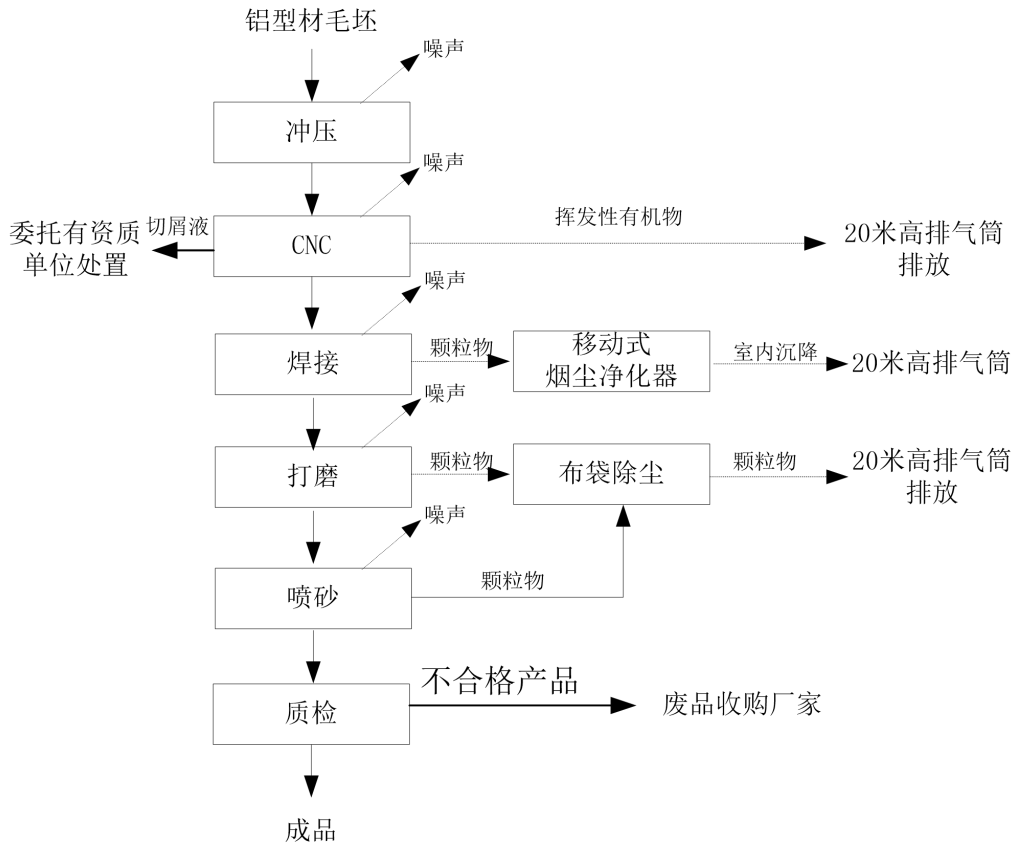 铝型材毛坯
噪声
冲压
噪声
委托有资质
单位处置
切屑液
CNC
挥发性有机物
20米高排气筒
排放
噪声
焊接
颗粒物
移动式
烟尘净化器
室内沉降
20米高排气筒
噪声
打磨
颗粒物
布袋除尘
颗粒物
20米高排气筒
排放
噪声
喷砂
颗粒物
质检
不合格产品
废品收购厂家
成品